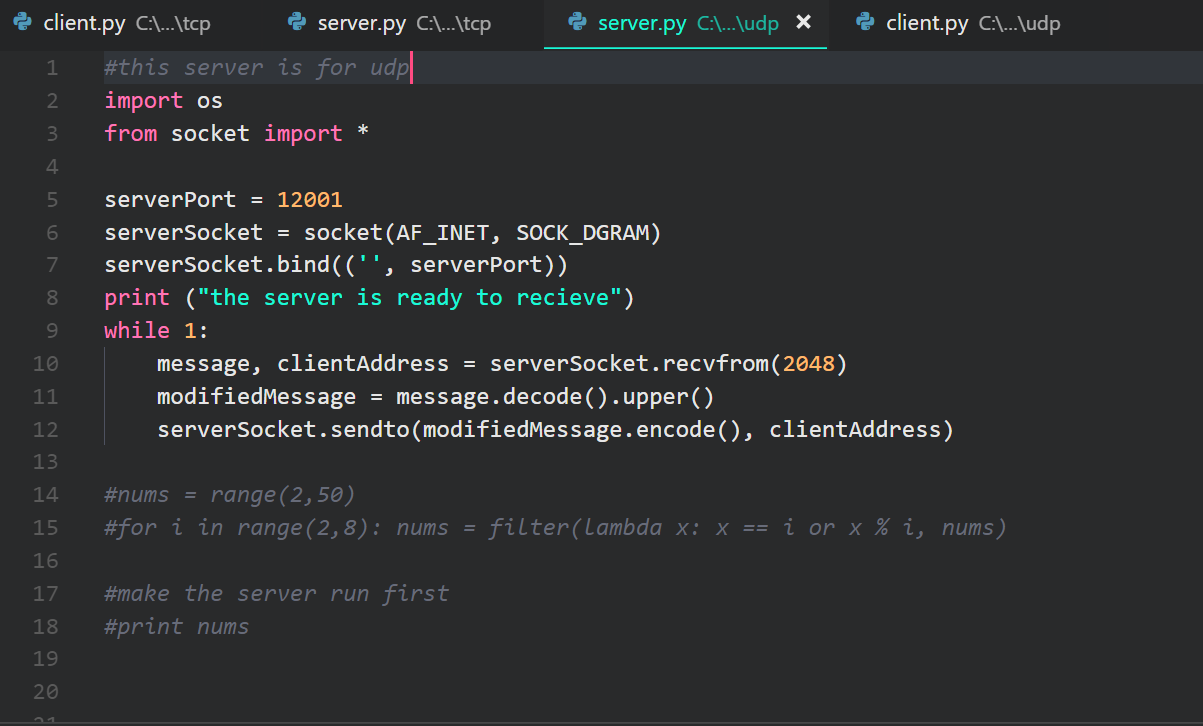 client.py C:\...\tcp server.py C:\...\tcp server.py C:\...\udp × client.py C:\...\udp
1 #this server is for udp
2 import os
3 from socket import *
4
5 serverPort = 12001
6 serverSocket = socket(AF_INET, SOCK_DGRAM)
7 serverSocket.bind(('', serverPort))
8 print ("the server is ready to recieve")
9 while 1:
10     message, clientAddress = serverSocket.recvfrom(2048)
11     modifiedMessage = message.decode().upper()
12     serverSocket.sendto(modifiedMessage.encode(), clientAddress)
13
14 #nums = range(2,50)
15 #for i in range(2,8): nums = filter(lambda x: x == i or x % i, nums)
16
17 #make the server run first
18 #print nums
19
20
21